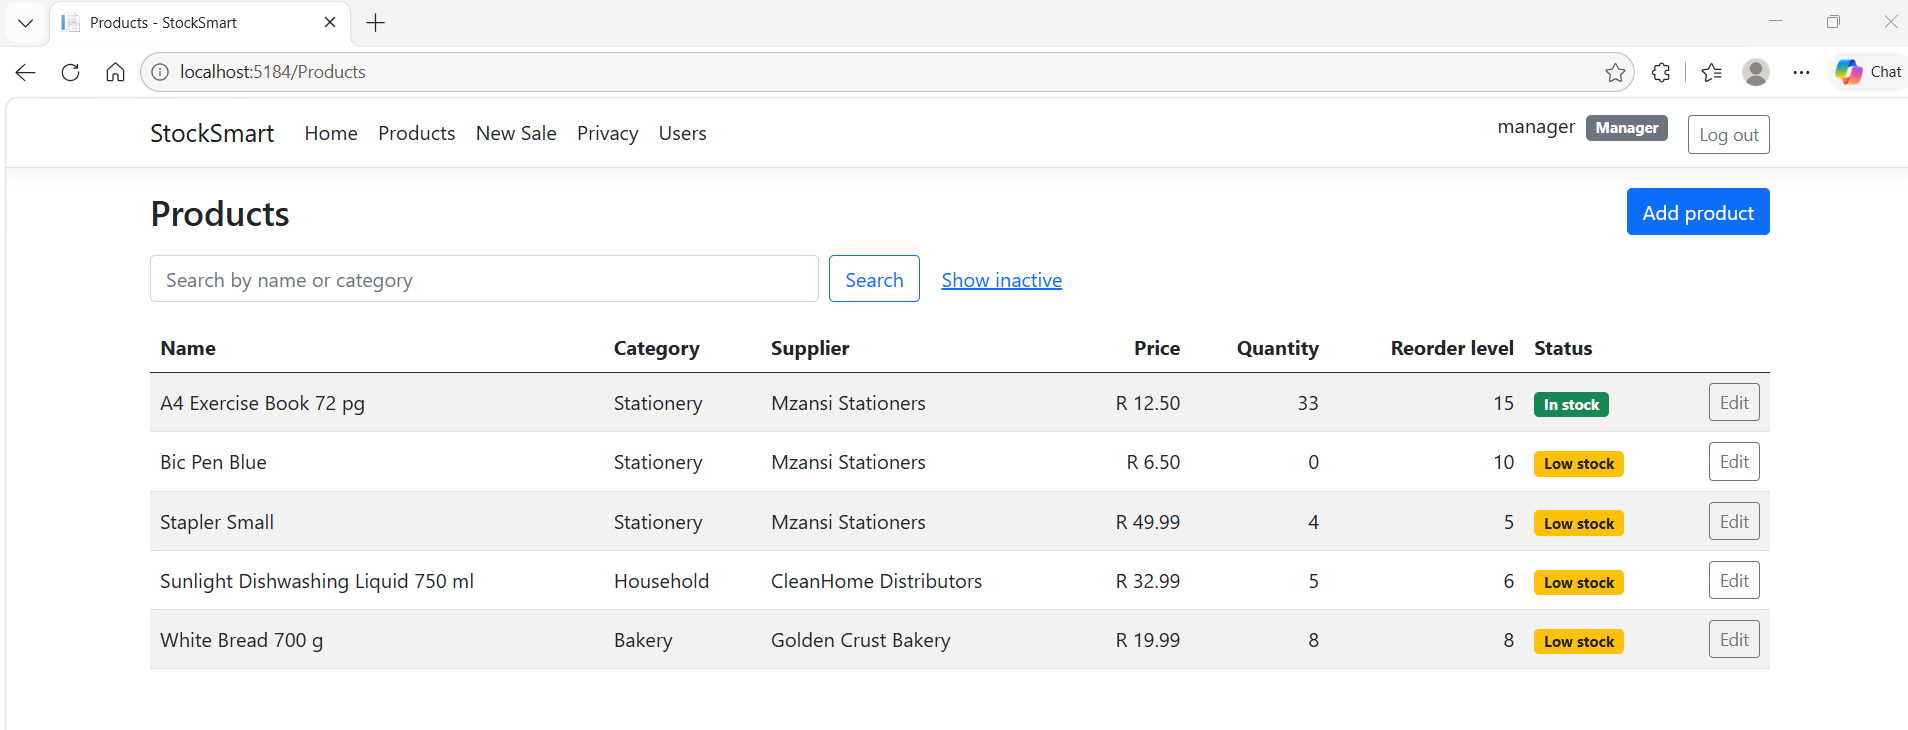 Products - StockSmart
localhost:5184/Products
Chat
StockSmart Home Products New Sale Privacy Users manager Manager Log out
Products Add product
Search by name or category Search Show inactive
Name Category Supplier Price Quantity Reorder level Status
A4 Exercise Book 72 pg Stationery Mzansi Stationers R 12.50 33 15 In stock Edit
Bic Pen Blue Stationery Mzansi Stationers R 6.50 0 10 Low stock Edit
Stapler Small Stationery Mzansi Stationers R 49.99 4 5 Low stock Edit
Sunlight Dishwashing Liquid 750 ml Household CleanHome Distributors R 32.99 5 6 Low stock Edit
White Bread 700 g Bakery Golden Crust Bakery R 19.99 8 8 Low stock Edit